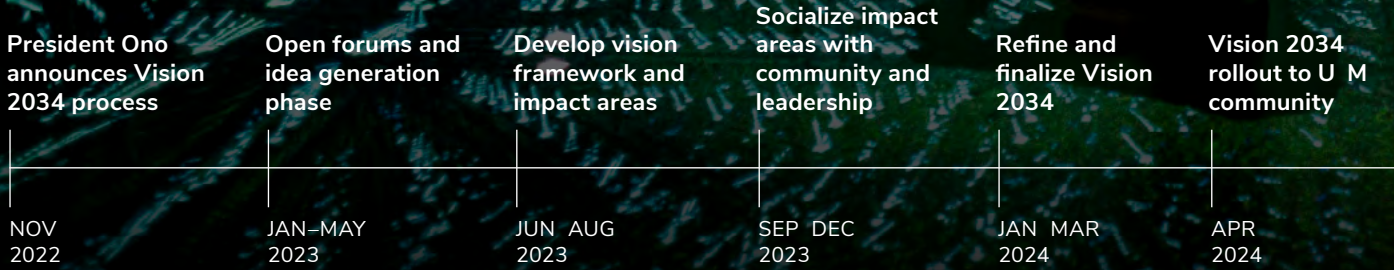 President Ono
announces Vision
2034 process
Open forums and
idea generation
phase
Develop vision
framework and
impact areas
Socialize impact
areas with
community and
leadership
Refine and
finalize Vision
2034
Vision 2034
rollout to U M
community
NOV
2022
JAN–MAY
2023
JUN AUG
2023
SEP DEC
2023
JAN MAR
2024
APR
2024